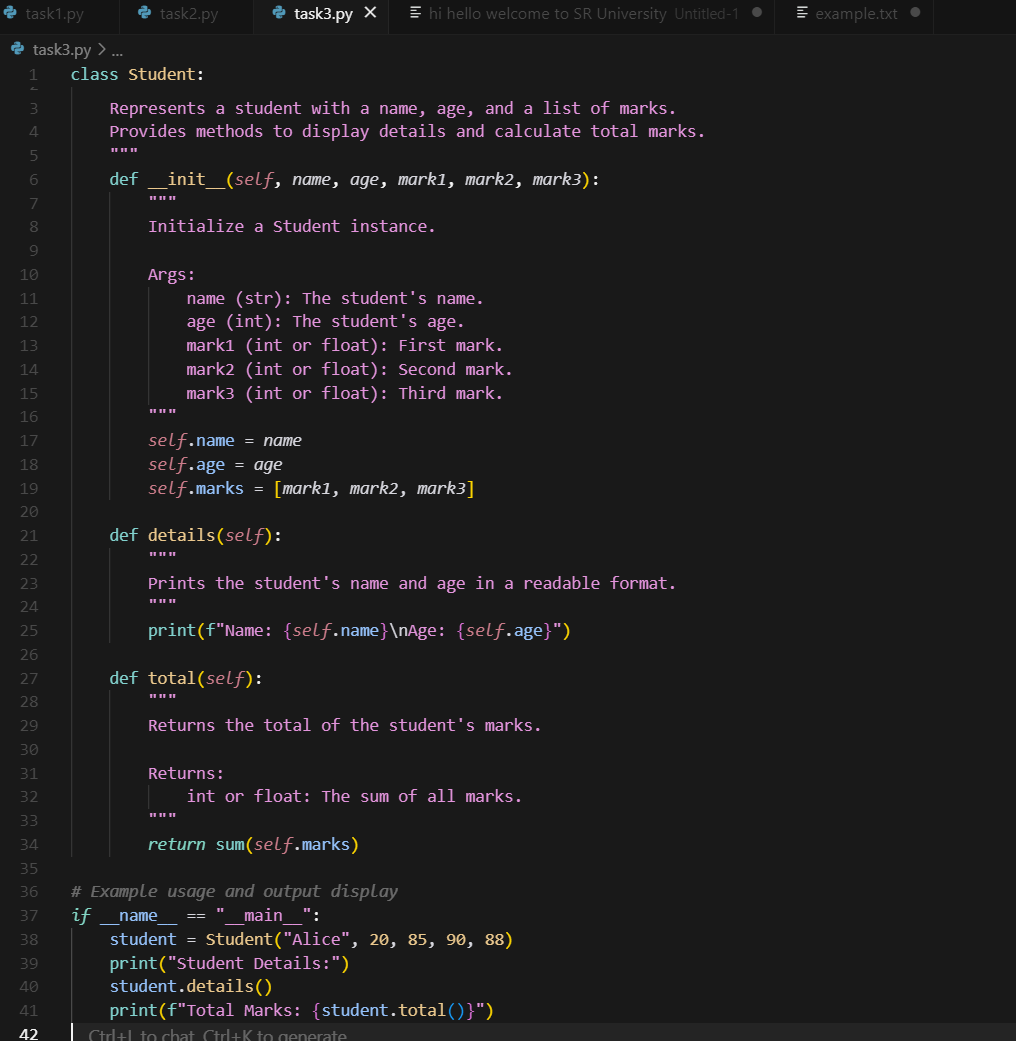 task1.py task2.py task3.py hi hello welcome to SR University Untitled-1 example.txt
task3.py > ...
1 class Student:
3     Represents a student with a name, age, and a list of marks.
4     Provides methods to display details and calculate total marks.
5     """
6     def __init__(self, name, age, mark1, mark2, mark3):
7         """
8         Initialize a Student instance.
9
10         Args:
11             name (str): The student's name.
12             age (int): The student's age.
13             mark1 (int or float): First mark.
14             mark2 (int or float): Second mark.
15             mark3 (int or float): Third mark.
16         """
17         self.name = name
18         self.age = age
19         self.marks = [mark1, mark2, mark3]
20
21     def details(self):
22         """
23         Prints the student's name and age in a readable format.
24         """
25         print(f"Name: {self.name}\nAge: {self.age}")
26
27     def total(self):
28         """
29         Returns the total of the student's marks.
30
31         Returns:
32             int or float: The sum of all marks.
33         """
34         return sum(self.marks)
35
36 # Example usage and output display
37 if __name__ == "__main__":
38     student = Student("Alice", 20, 85, 90, 88)
39     print("Student Details:")
40     student.details()
41     print(f"Total Marks: {student.total()}")
42 Ctrl+L to chat, Ctrl+K to generate